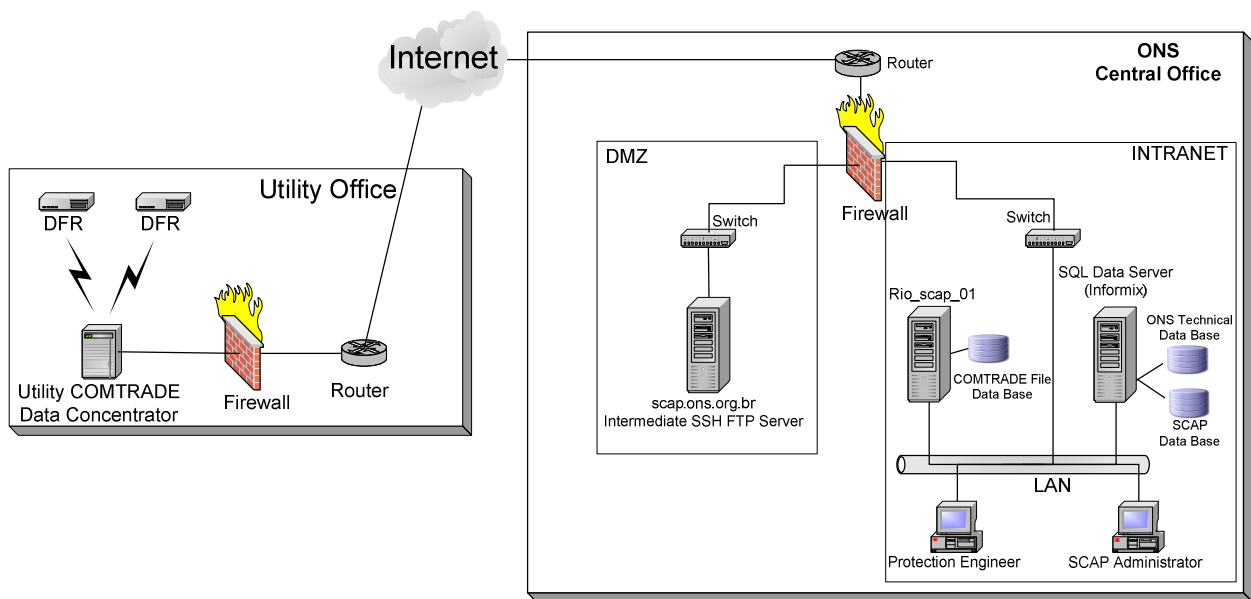 Internet
ONS
Central Office
Router
DMZ
INTRANET
Utility Office
DFR
DFR
Firewall
Switch
Switch
SQL Data Server
(Informix)
Rio_scap_01
ONS Technical
Data Base
COMTRADE File
Data Base
SCAP
Data Base
Utility COMTRADE
Data Concentrator
Firewall
Router
scap.ons.org.br
Intermediate SSH FTP Server
LAN
Protection Engineer
SCAP Administrator